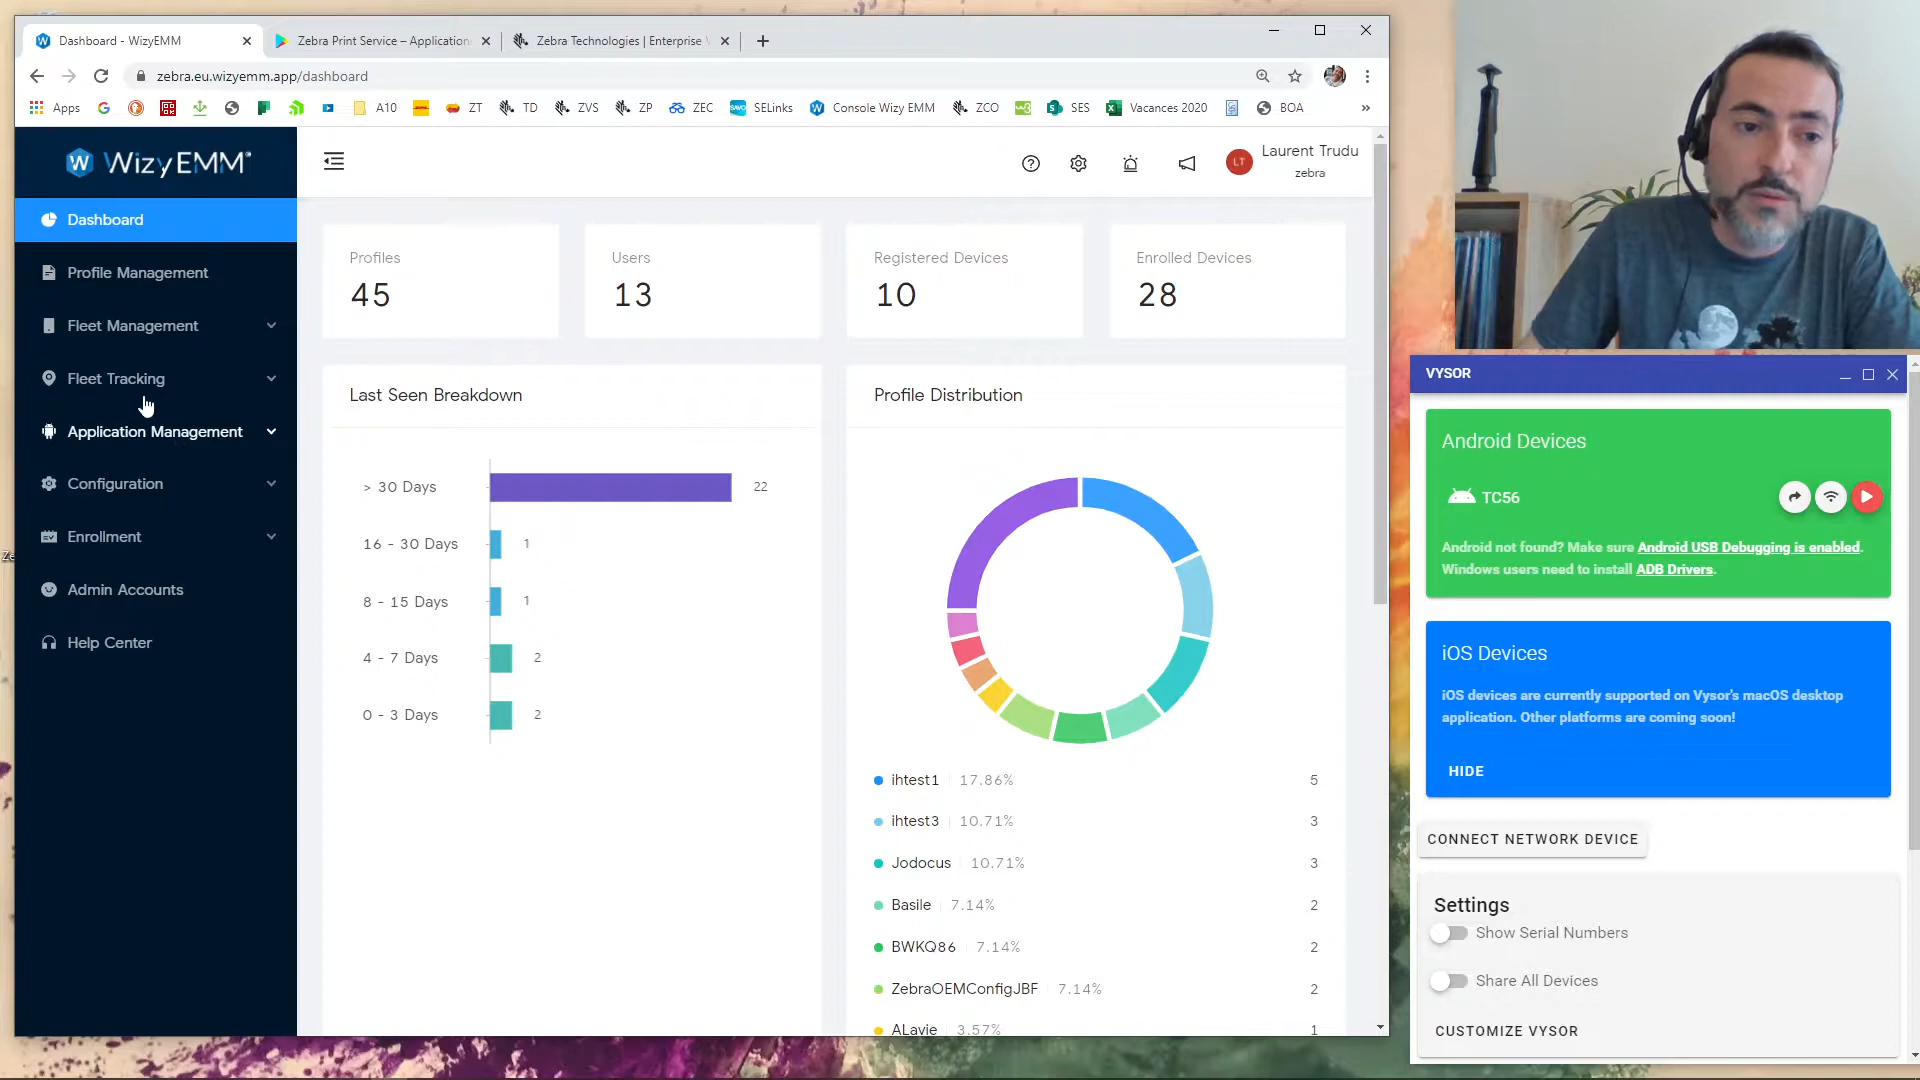 Dashboard - WizyEMM
Zebra Print Service – Application
Zebra Technologies | Enterprise
zebra.eu.wizyemm.app/dashboard
Apps
A10
ZT
TD
ZVS
ZP
ZEC
SELinks
Console Wizy EMM
ZCO
SES
Vacances 2020
BOA
»
W WizyEMM
LT
Laurent Trudu
zebra
Dashboard
Profile Management
Fleet Management
Fleet Tracking
Application Management
Configuration
Enrollment
Admin Accounts
Help Center
Profiles
45
Users
13
Registered Devices
10
Enrolled Devices
28
Last Seen Breakdown
> 30 Days 22
16 - 30 Days 1
8 - 15 Days 1
4 - 7 Days 2
0 - 3 Days 2
Profile Distribution
ihtest1 | 17.86% 5
ihtest3 | 10.71% 3
Jodocus | 10.71% 3
Basile | 7.14% 2
BWKQ86 | 7.14% 2
ZebraOEMConfigJBF | 7.14% 2
ALavie | 3.57% 1
VYSOR
Android Devices
TC56
Android not found? Make sure Android USB Debugging is enabled.
Windows users need to install ADB Drivers.
iOS Devices
iOS devices are currently supported on Vysor's macOS desktop
application. Other platforms are coming soon!
HIDE
CONNECT NETWORK DEVICE
Settings
Show Serial Numbers
Share All Devices
CUSTOMIZE VYSOR